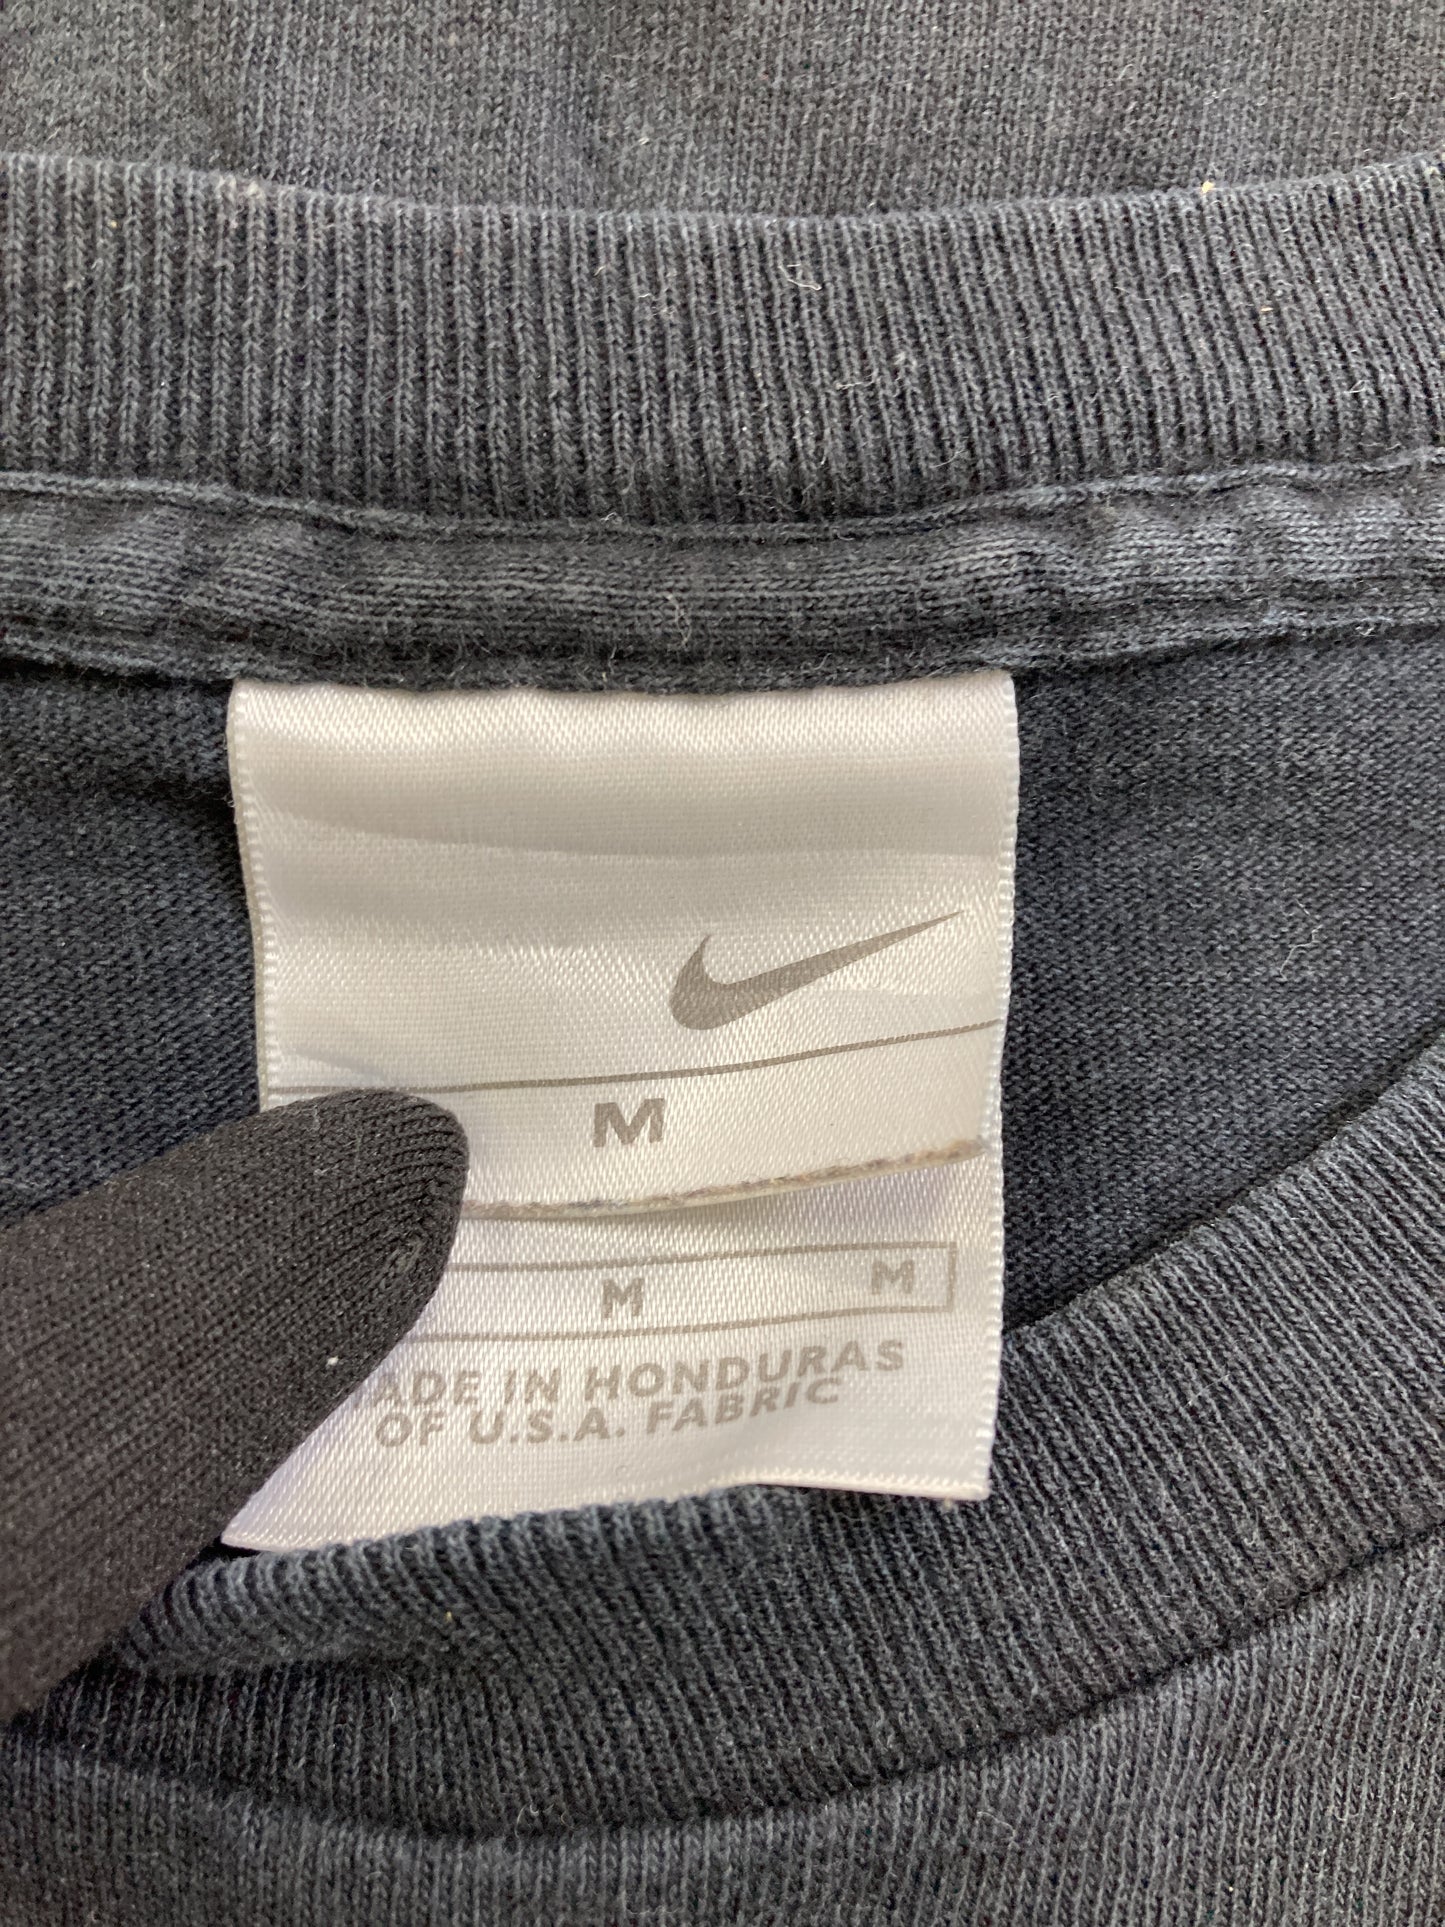 M
M M
ADE IN HONDURAS
OF U.S.A. FABRIC